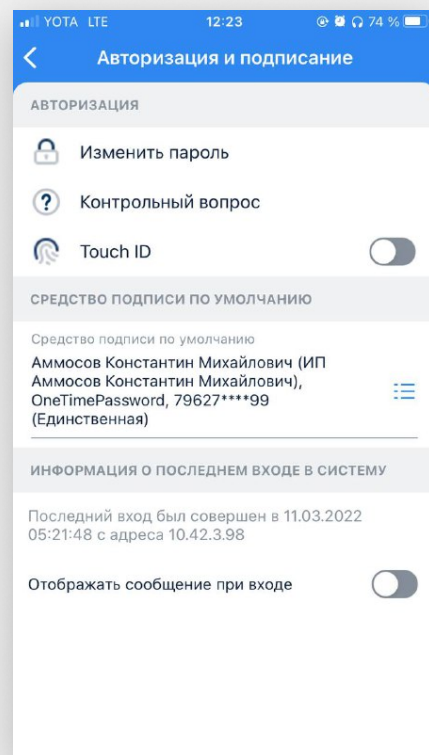 YOTA LTE 12:23 74 %
Авторизация и подписание
АВТОРИЗАЦИЯ
Изменить пароль
Контрольный вопрос
Touch ID
СРЕДСТВО ПОДПИСИ ПО УМОЛЧАНИЮ
Средство подписи по умолчанию
Аммосов Константин Михайлович (ИП
Аммосов Константин Михайлович),
OneTimePassword, 79627****99
(Единственная)
ИНФОРМАЦИЯ О ПОСЛЕДНЕМ ВХОДЕ В СИСТЕМУ
Последний вход был совершен в 11.03.2022
05:21:48 с адреса 10.42.3.98
Отображать сообщение при входе